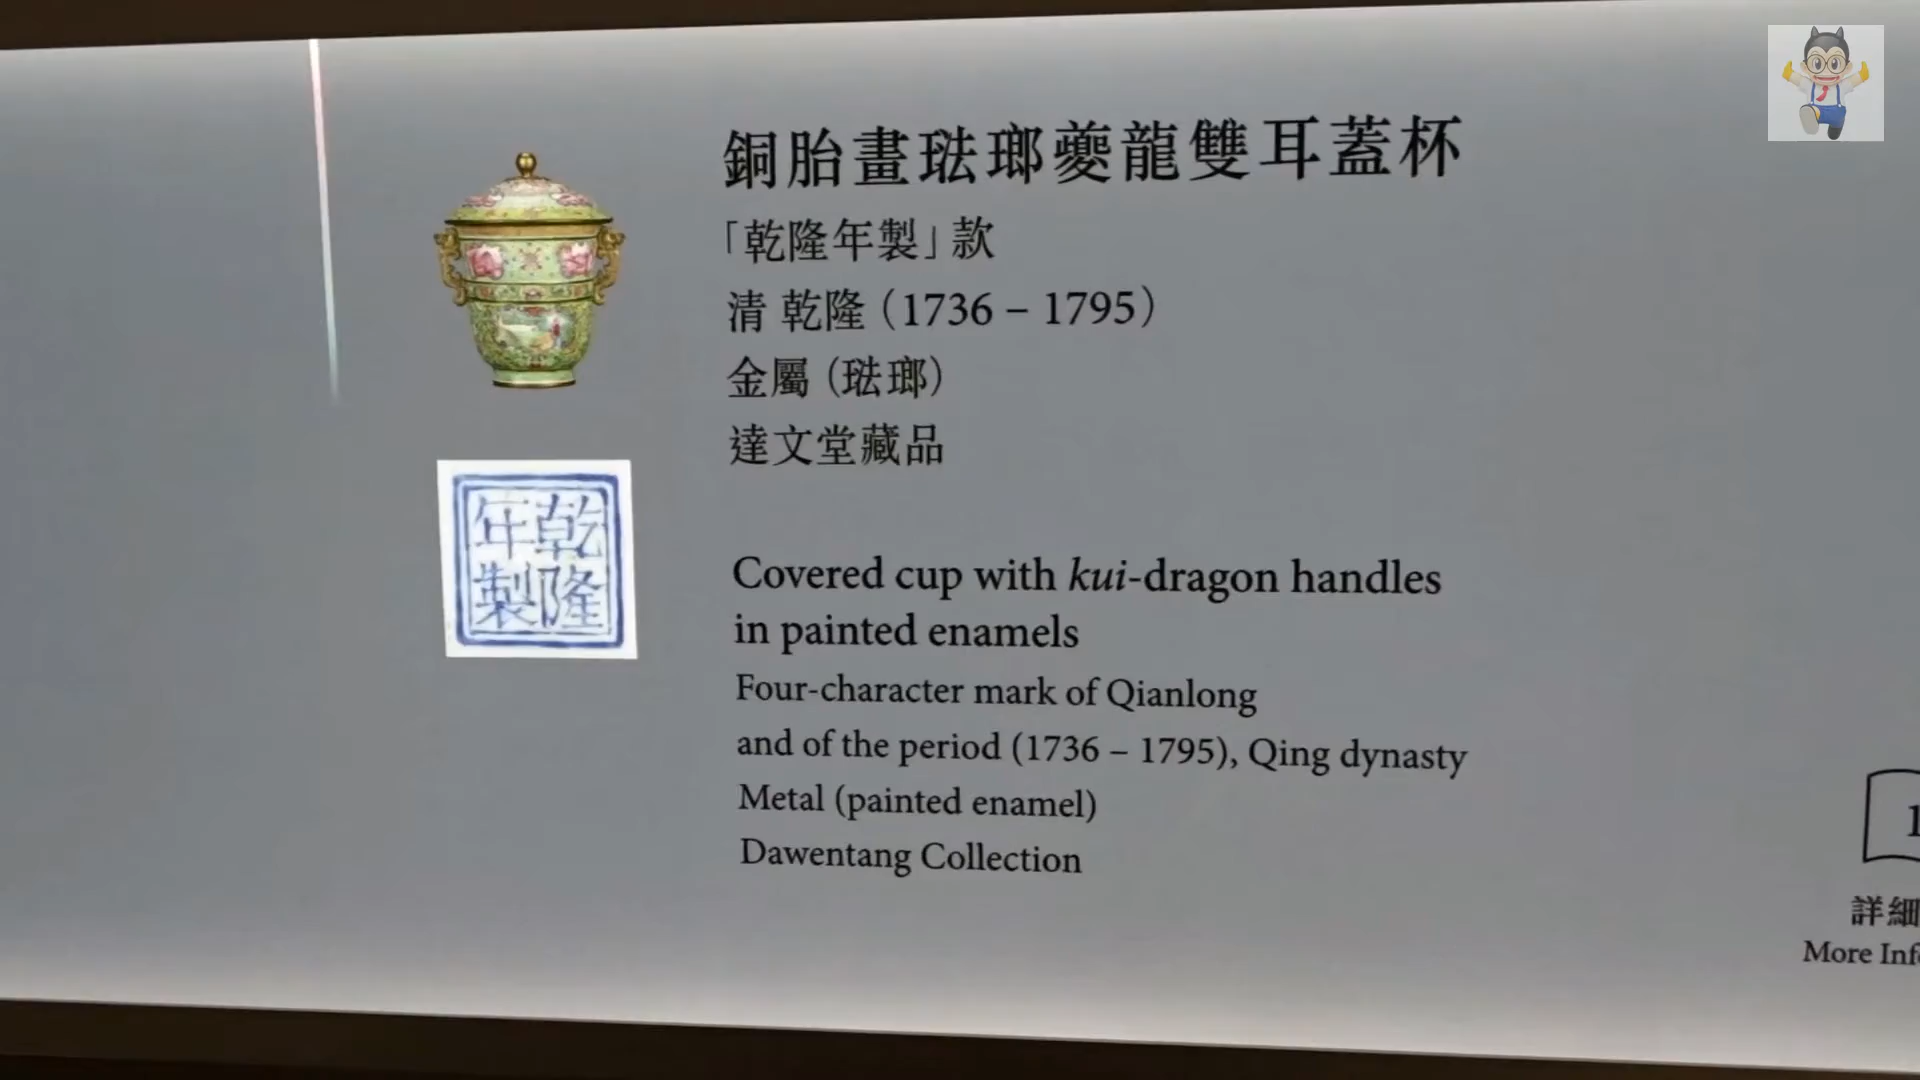 銅胎畫琺瑯夔龍雙耳蓋杯
「乾隆年製」款
清 乾隆（1736 – 1795）
金屬（琺瑯）
達文堂藏品
乾隆
年製
Covered cup with kui-dragon handles
in painted enamels
Four-character mark of Qianlong
and of the period (1736 – 1795), Qing dynasty
Metal (painted enamel)
Dawentang Collection
詳細
More